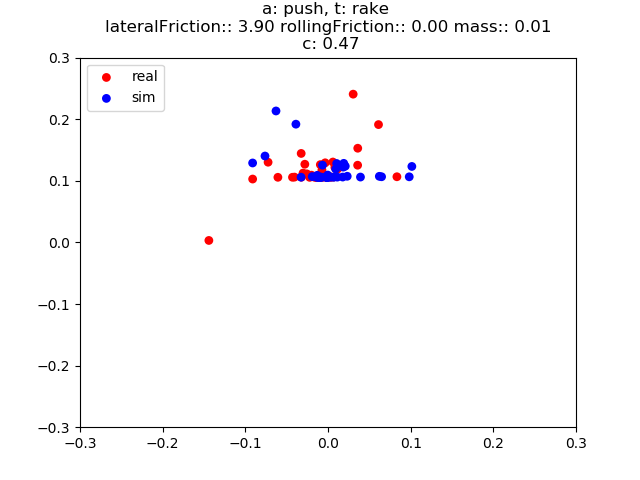 a: push, t: rake
lateralFriction:: 3.90 rollingFriction:: 0.00 mass:: 0.01
c: 0.47
0.3
real
sim
0.2
0.1
0.0
−0.1
−0.2
−0.3
−0.3 −0.2 −0.1 0.0 0.1 0.2 0.3